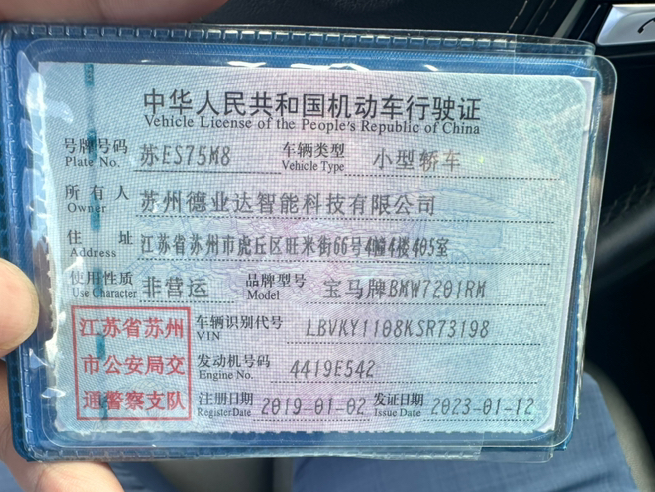 中华人民共和国机动车行驶证
Vehicle License of the People's Republic of China
号牌号码 苏ES75M8 车辆类型 小型轿车
Plate No. Vehicle Type
所有人 苏州德业达智能科技有限公司
Owner
住址 江苏省苏州市虎丘区旺米街66号4幢4楼405室
Address
使用性质 非营运 品牌型号 宝马牌BMW7201RM
Use Character Model
江苏省苏州 车辆识别代号 LBVKY1108KSR73198
VIN
市公安局交 发动机号码 4419E542
Engine No.
通警察支队 注册日期 2019-01-02 发证日期 2023-01-12
Register Date Issue Date